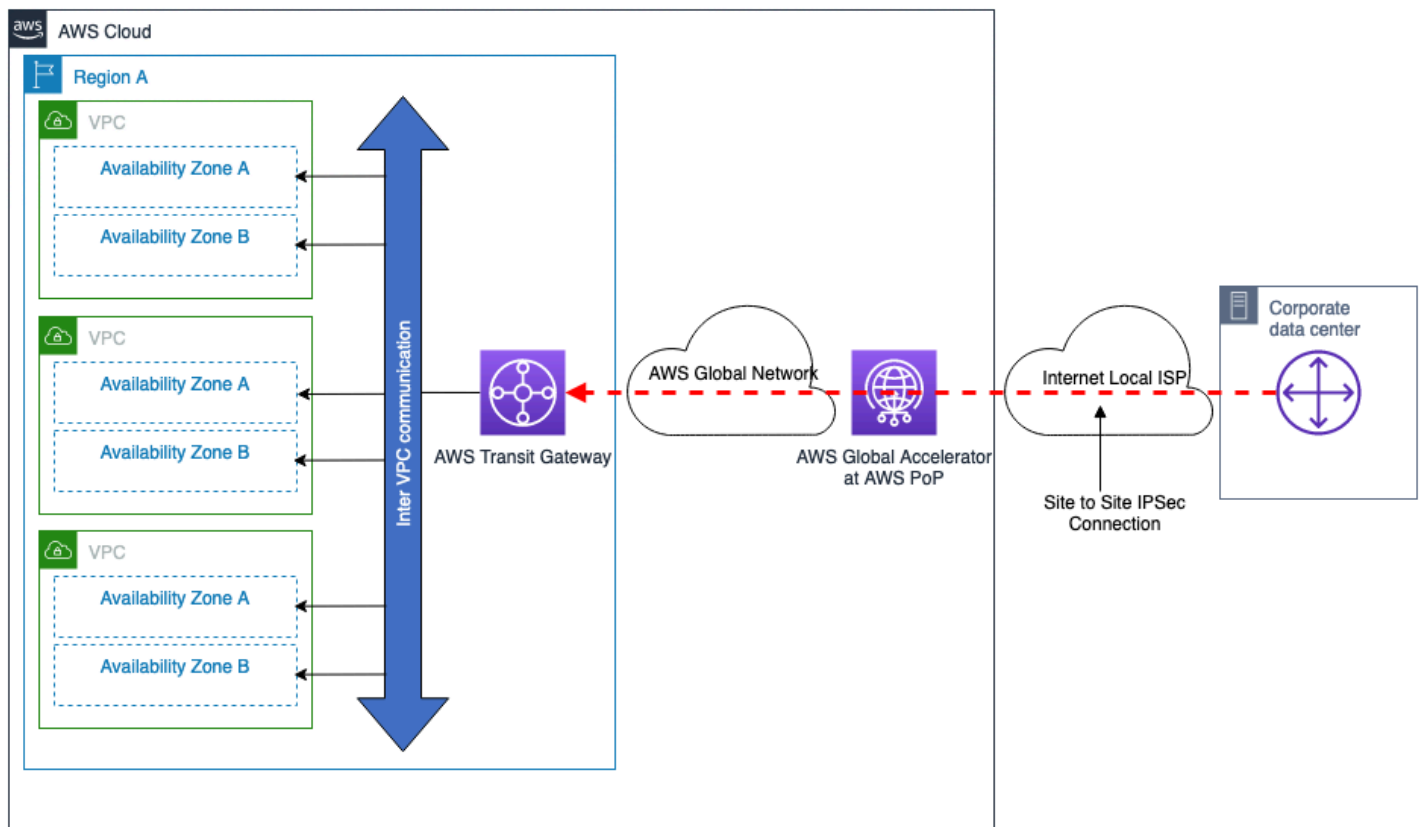 aws
AWS Cloud
Region A
VPC
Availability Zone A
Availability Zone B
VPC
Availability Zone A
Availability Zone B
VPC
Availability Zone A
Availability Zone B
Inter VPC communication
AWS Transit Gateway
AWS Global Network
AWS Global Accelerator
at AWS PoP
Internet Local ISP
Site to Site IPSec
Connection
Corporate
data center